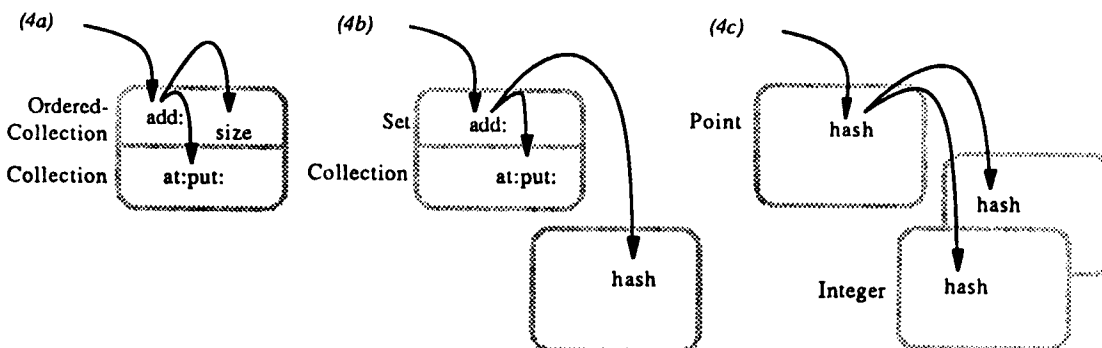 (4a)
Ordered-
Collection
add:
size
Collection
at:put:
(4b)
Set
add:
Collection
at:put:
hash
(4c)
Point
hash
hash
Integer
hash